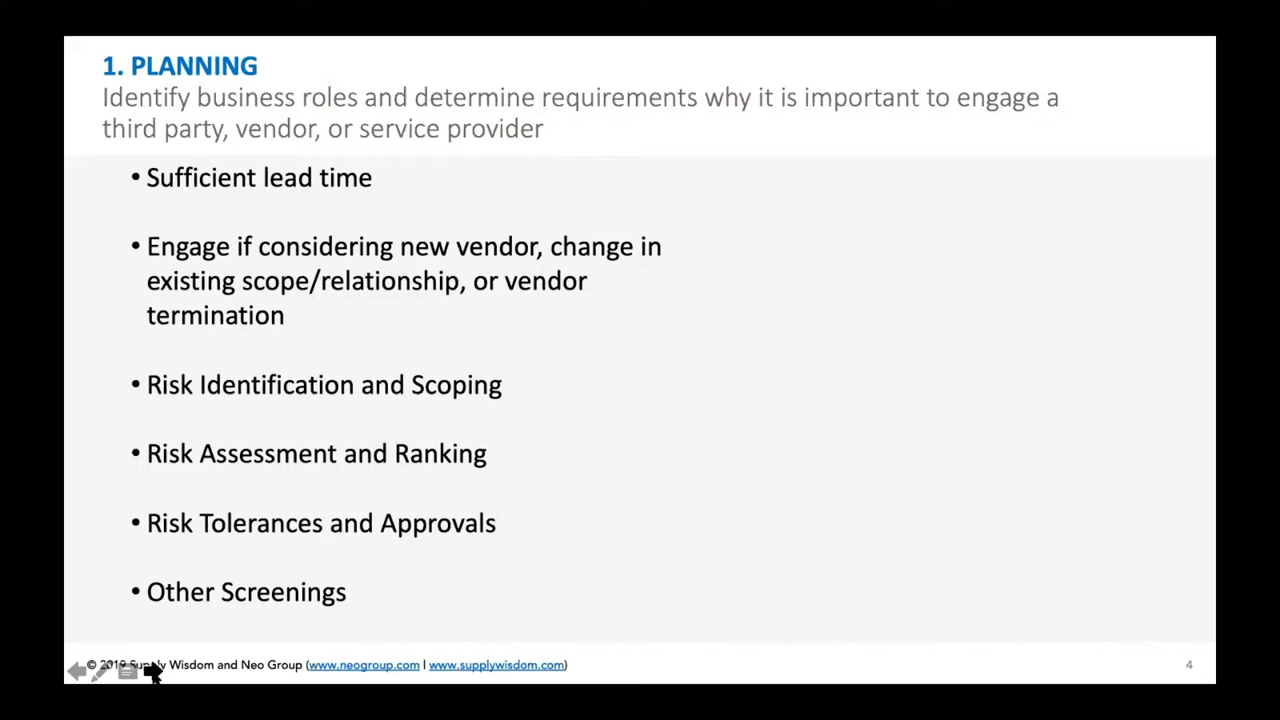 1. PLANNING
Identify business roles and determine requirements why it is important to engage a
third party, vendor, or service provider
• Sufficient lead time
• Engage if considering new vendor, change in
existing scope/relationship, or vendor
termination
• Risk Identification and Scoping
• Risk Assessment and Ranking
• Risk Tolerances and Approvals
• Other Screenings
© 2019 Supply Wisdom and Neo Group (www.neogroup.com | www.supplywisdom.com)
4